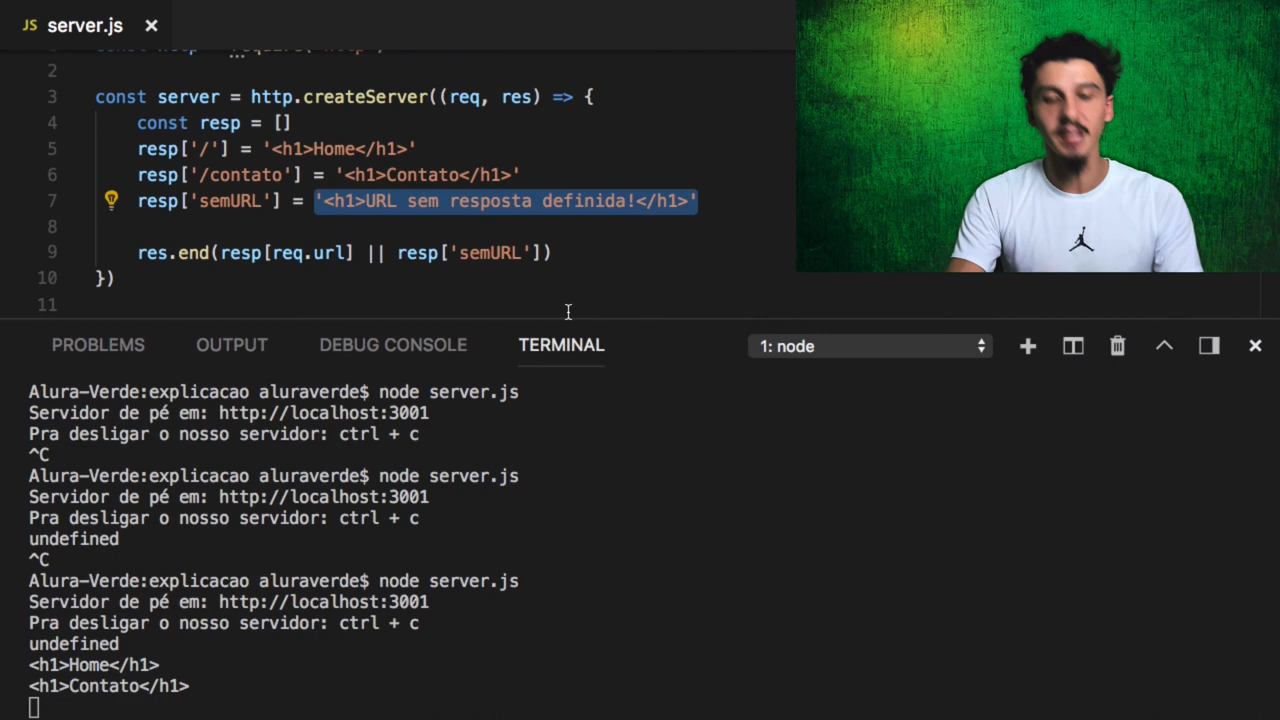 JS server.js ×
2
3 const server = http.createServer((req, res) => {
4 const resp = []
5 resp['/'] = '<h1>Home</h1>'
6 resp['/contato'] = '<h1>Contato</h1>'
7 resp['semURL'] = '<h1>URL sem resposta definida!</h1>'
8
9 res.end(resp[req.url] || resp['semURL'])
10 })
11
PROBLEMS OUTPUT DEBUG CONSOLE TERMINAL 1: node
Alura-Verde:explicacao aluraverde$ node server.js
Servidor de pé em: http://localhost:3001
Pra desligar o nosso servidor: ctrl + c
^C
Alura-Verde:explicacao aluraverde$ node server.js
Servidor de pé em: http://localhost:3001
Pra desligar o nosso servidor: ctrl + c
undefined
^C
Alura-Verde:explicacao aluraverde$ node server.js
Servidor de pé em: http://localhost:3001
Pra desligar o nosso servidor: ctrl + c
undefined
<h1>Home</h1>
<h1>Contato</h1>